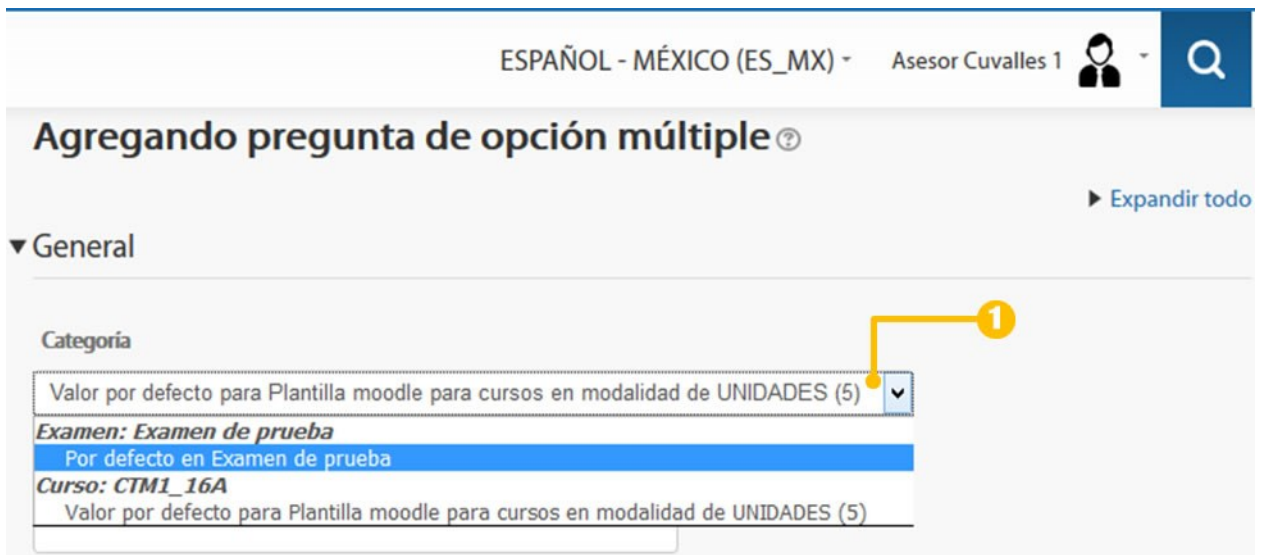 ESPAÑOL - MÉXICO (ES_MX) Asesor Cuvalles 1
Agregando pregunta de opción múltiple ?
Expandir todo
General
1
Categoría
Valor por defecto para Plantilla moodle para cursos en modalidad de UNIDADES (5)
Examen: Examen de prueba
Por defecto en Examen de prueba
Curso: CTM1_16A
Valor por defecto para Plantilla moodle para cursos en modalidad de UNIDADES (5)